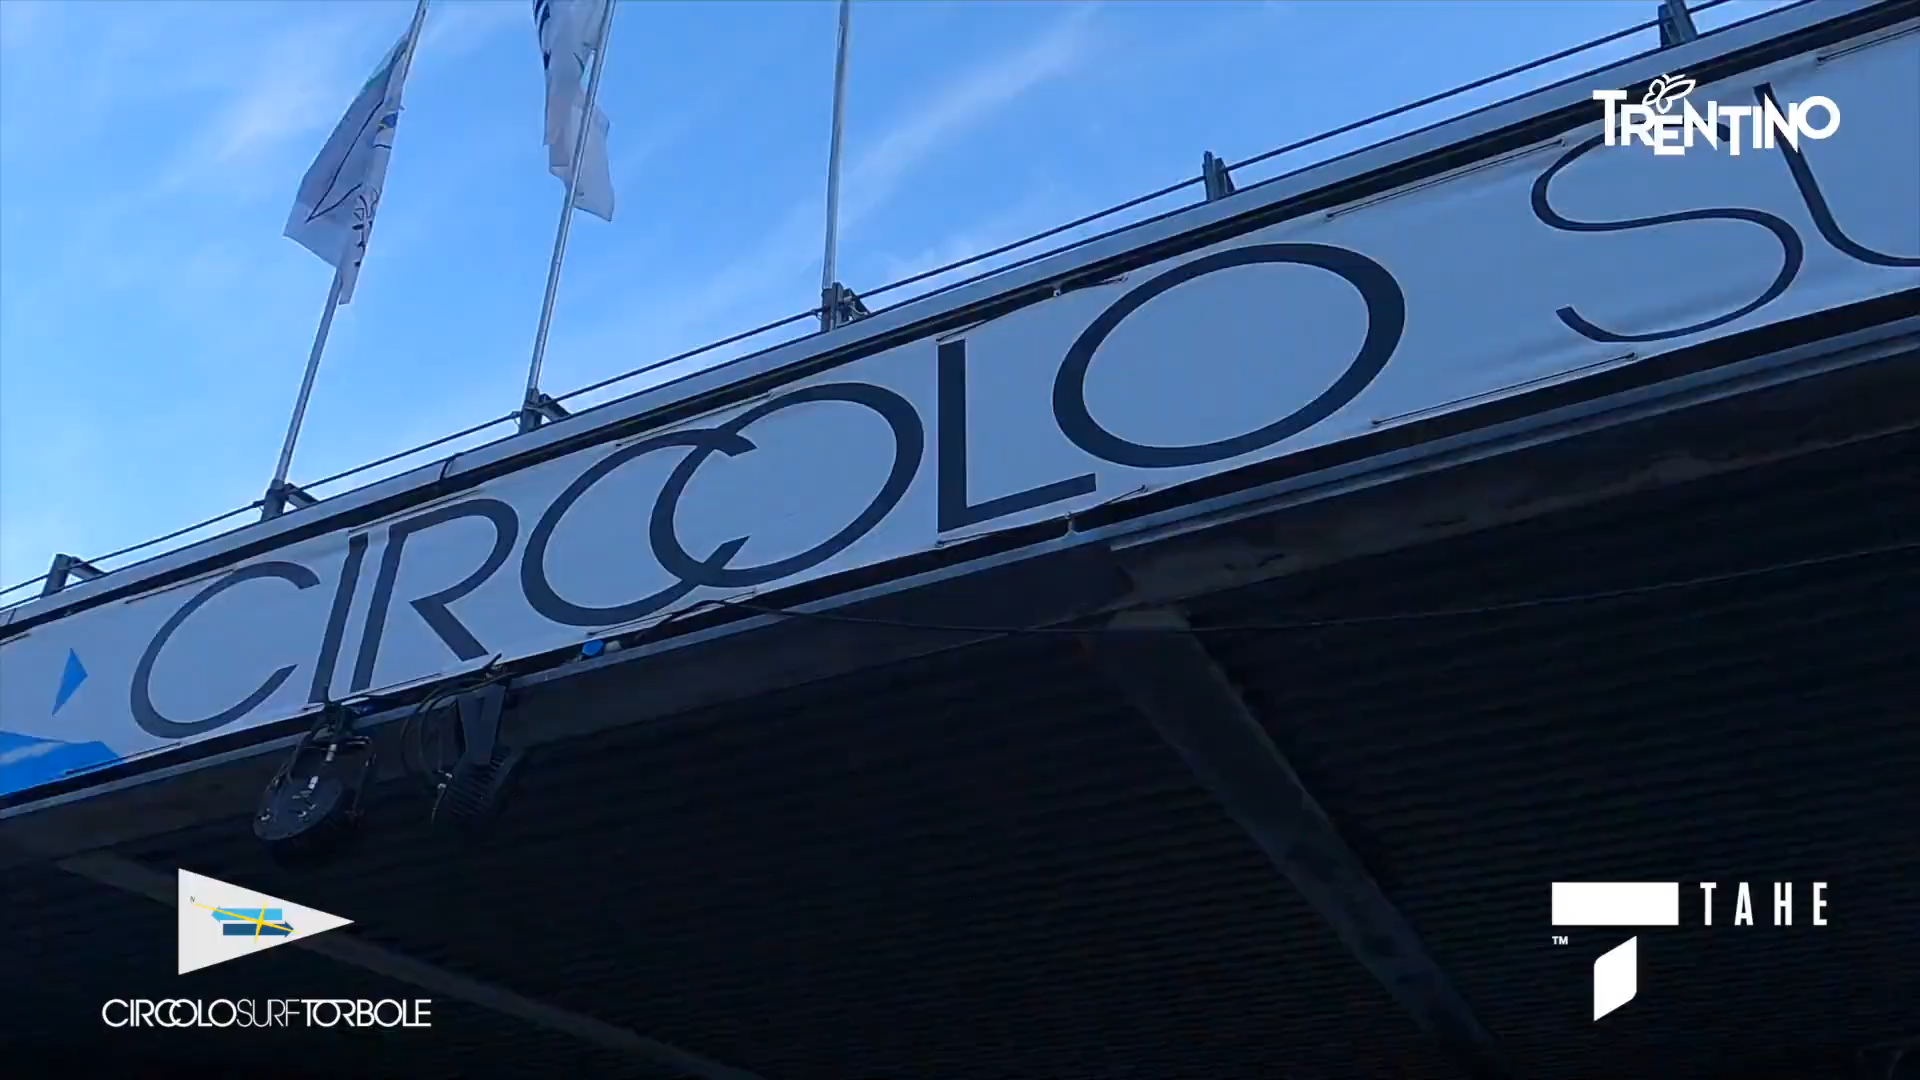 TRENTINO
CIRCOLO SU
N
TAHE
TM
CIRCOLOSURFTORBOLE